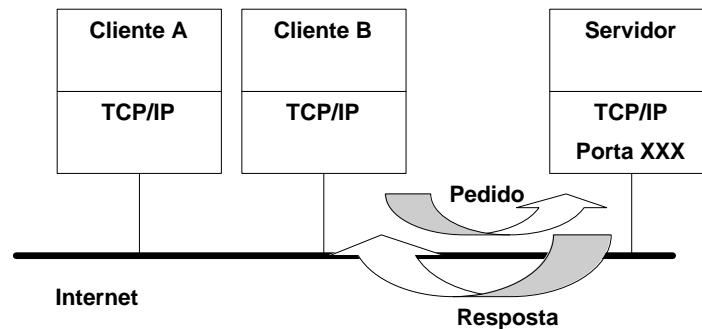 Cliente A
Cliente B
Servidor
TCP/IP
TCP/IP
TCP/IP
Porta XXX
Pedido
Internet
Resposta